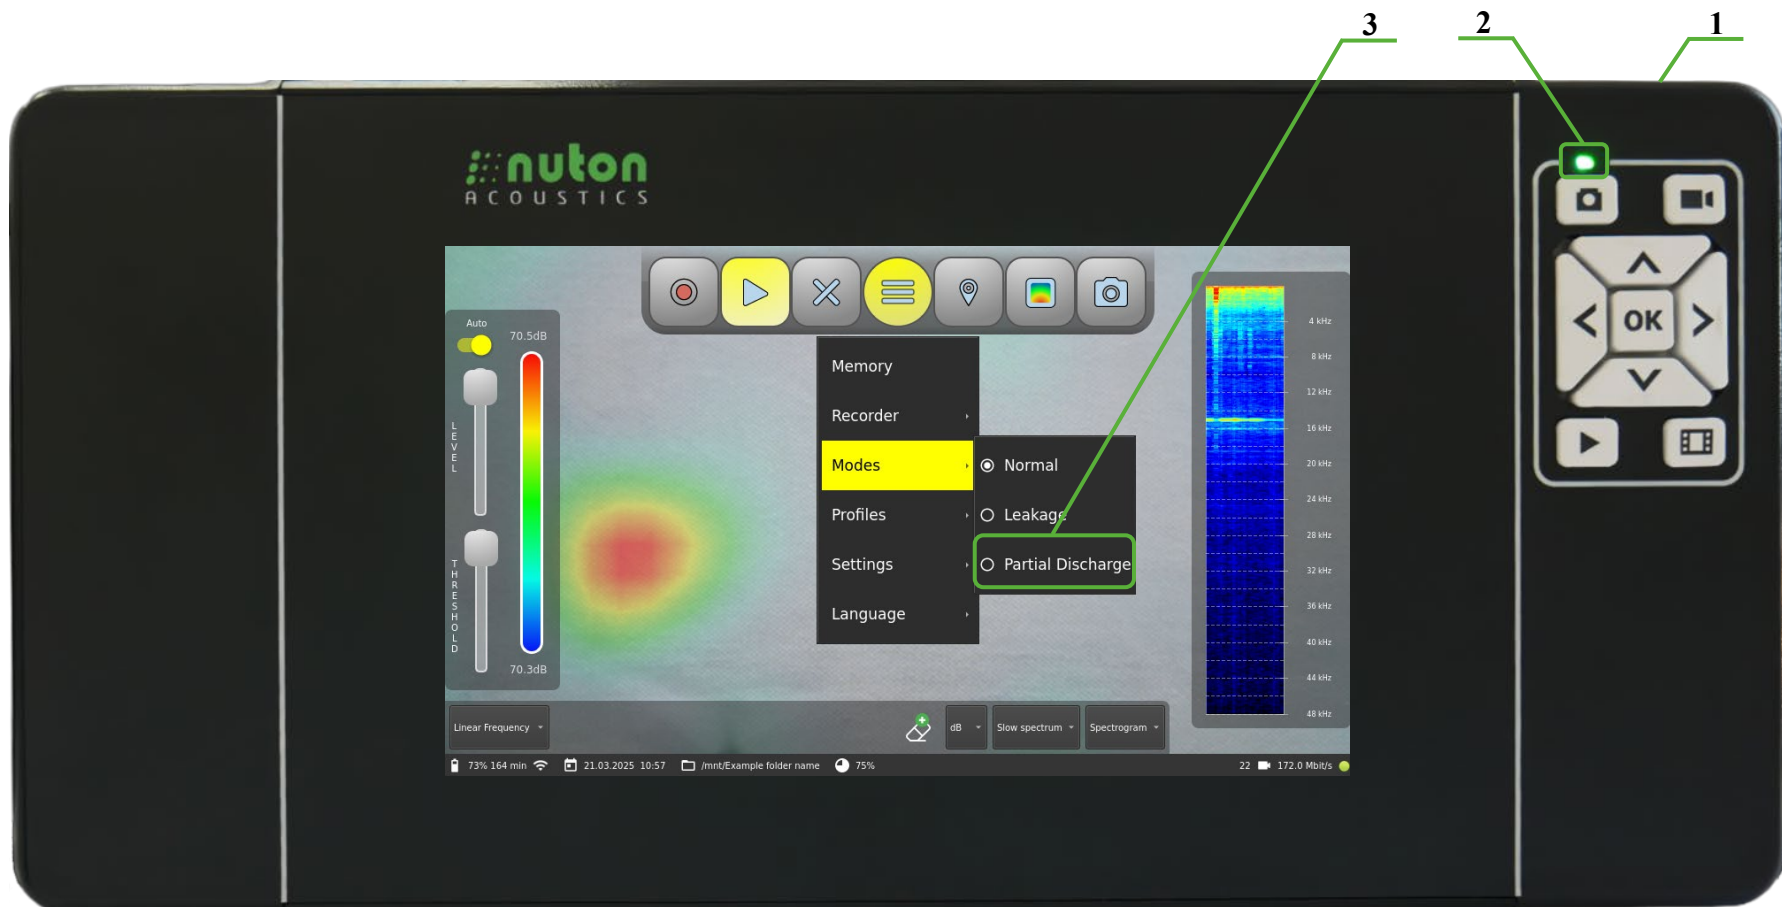 3 2 1
nuton
ACOUSTICS
Auto
70.5dB
LEVEL
THRESHOLD
70.3dB
Memory
Recorder
Modes
Profiles
Settings
Language
Normal
Leakage
Partial Discharge
4 kHz
8 kHz
12 kHz
16 kHz
20 kHz
24 kHz
28 kHz
32 kHz
36 kHz
40 kHz
44 kHz
48 kHz
OK
Linear Frequency
dB
Slow spectrum
Spectrogram
73% 164 min 21.03.2025 10:57 /mnt/Example folder name 75% 22 172.0 Mbit/s